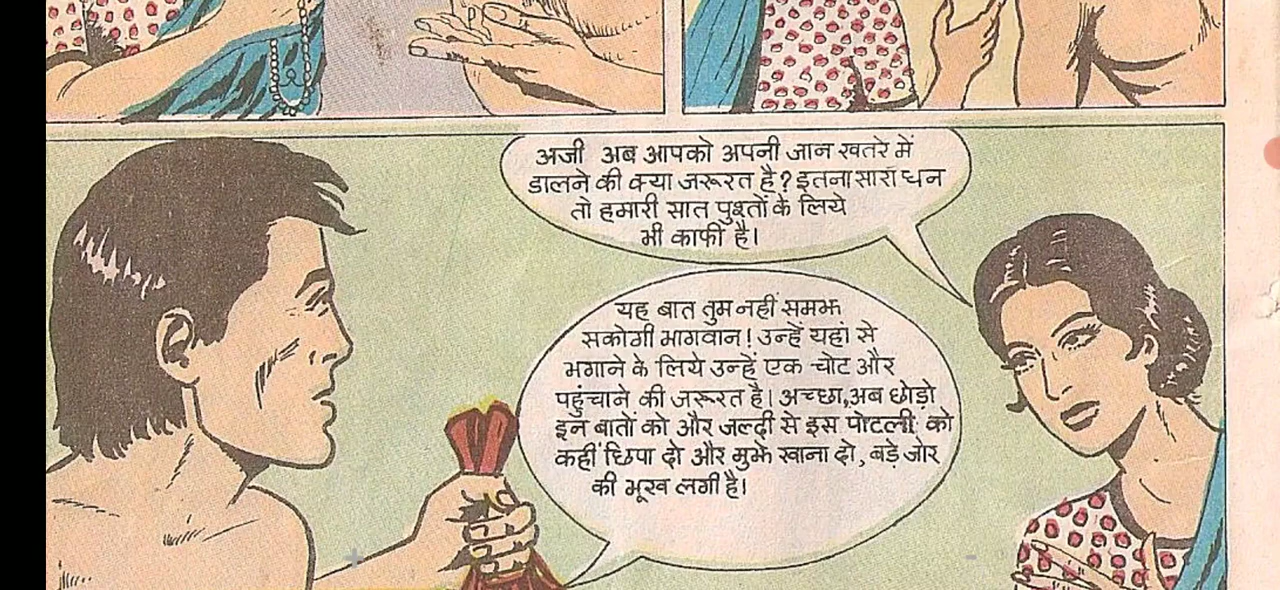 अजी अब आपको अपनी जान खतरे में
डालने की क्या जरूरत है? इतना सारा धन
तो हमारी सात पुश्तों के लिये
भी काफी है।
यह बात तुम नहीं समझ
सकोगी भागवान! उन्हें यहां से
भगाने के लिये उन्हें एक चोट और
पहुंचाने की जरूरत है। अच्छा,अब छोड़ो
इन बातों को और जल्दी से इस पोटली को
कहीं छिपा दो और मुझे खाना दो, बड़े जोर
की भूख लगी है।